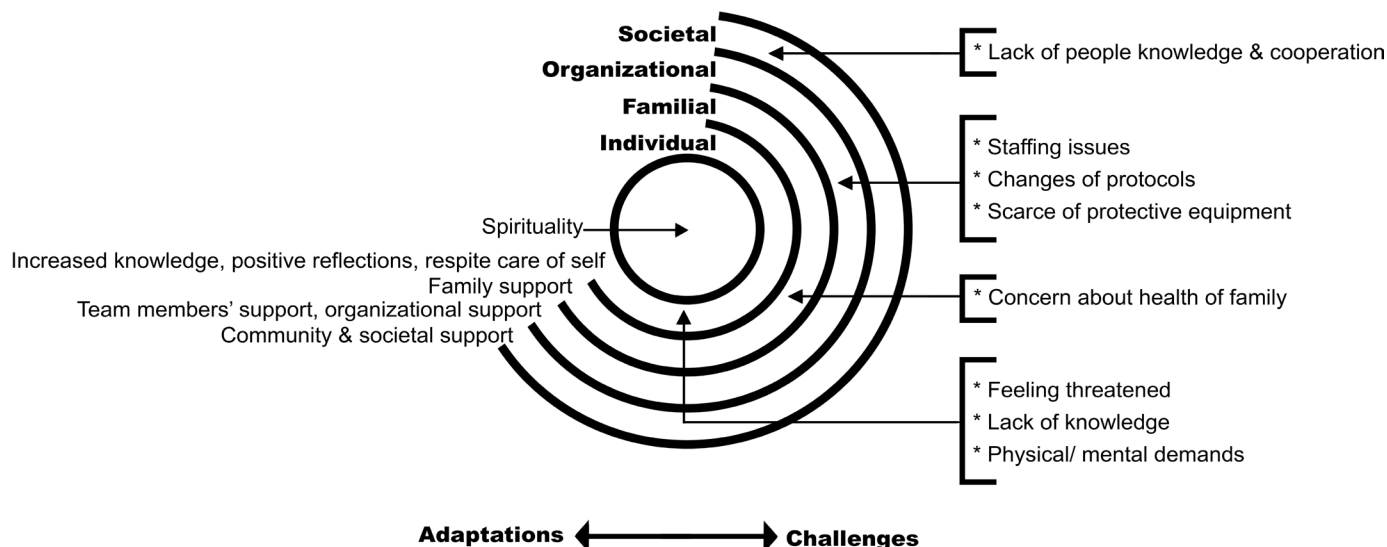 Societal
Organizational
Familial
Individual
Spirituality
Increased knowledge, positive reflections, respite care of self
Family support
Team members’ support, organizational support
Community & societal support
* Lack of people knowledge & cooperation
* Staffing issues
* Changes of protocols
* Scarce of protective equipment
* Concern about health of family
* Feeling threatened
* Lack of knowledge
* Physical/ mental demands
Adaptations
Challenges